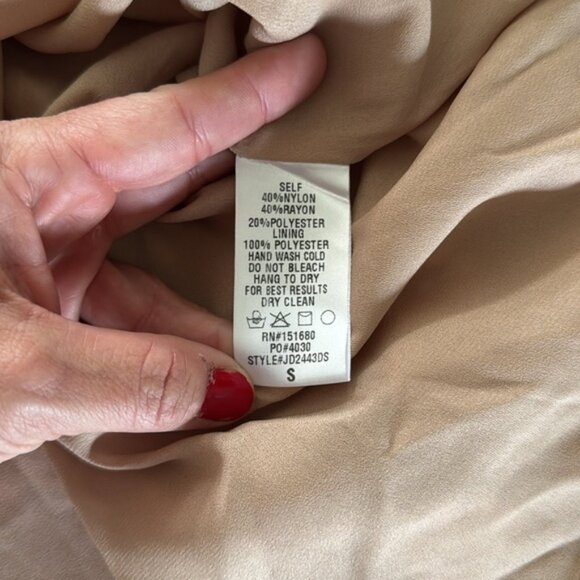 SELF
40%NYLON
40%RAYON
20%POLYESTER
LINING
100% POLYESTER
HAND WASH COLD
DO NOT BLEACH
HANG TO DRY
FOR BEST RESULTS
DRY CLEAN
RN#151680
PO#4030
STYLE#JD2443DS
S